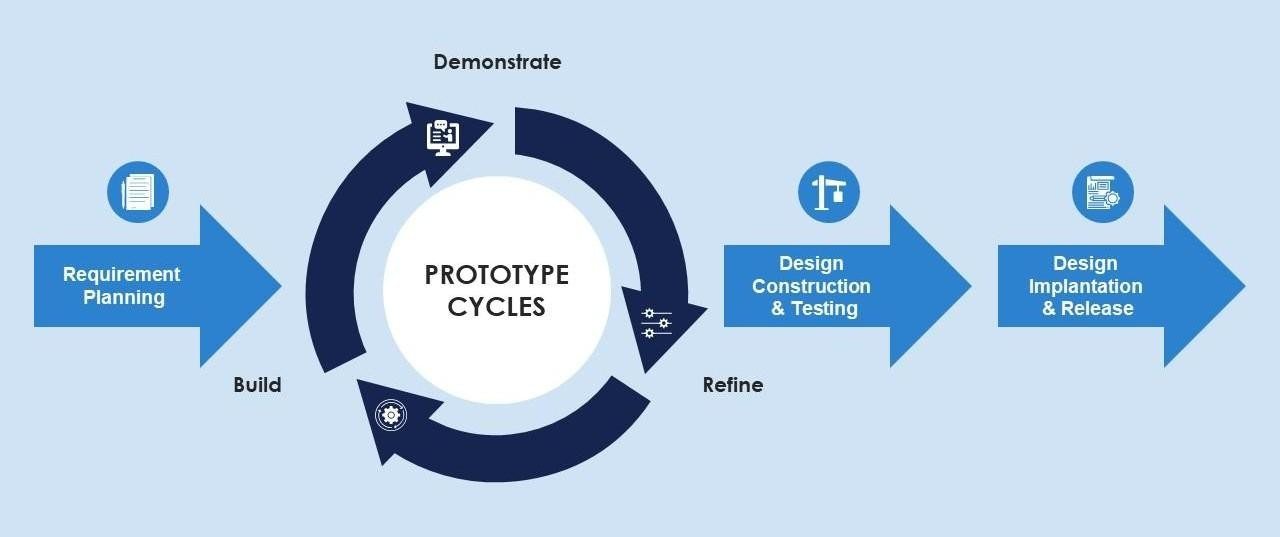 Demonstrate
Requirement
Planning
PROTOTYPE
CYCLES
Design
Construction
& Testing
Design
Implantation
& Release
Build
Refine